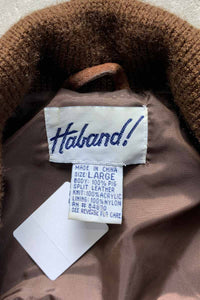 Haband!
MADE IN CHINA
SIZE: LARGE
BODY: 100% PIG
SPLIT LEATHER
KNIT: 100% ACRYLIC
LINING: 100% NYLON
RN #
SEE REVERSE FOR CARE